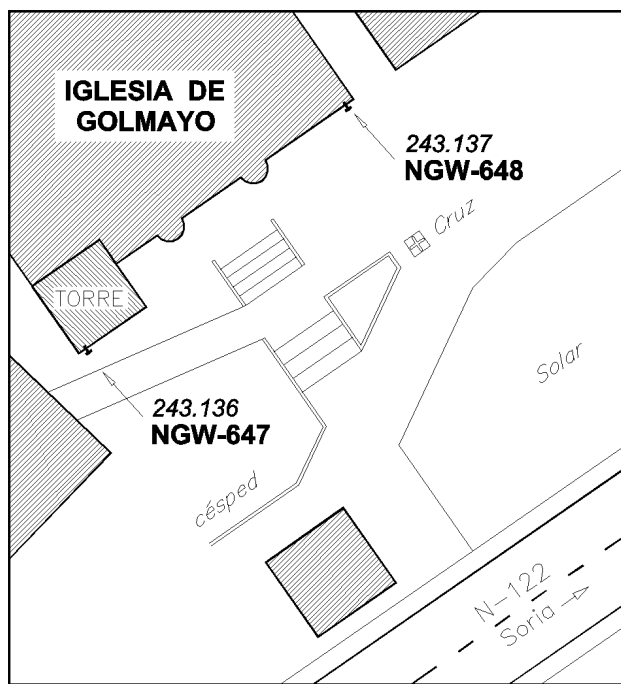 IGLESIA DE
GOLMAYO
243.137
NGW-648
Cruz
TORRE
243.136
NGW-647
Solar
césped
N-122
Soria →